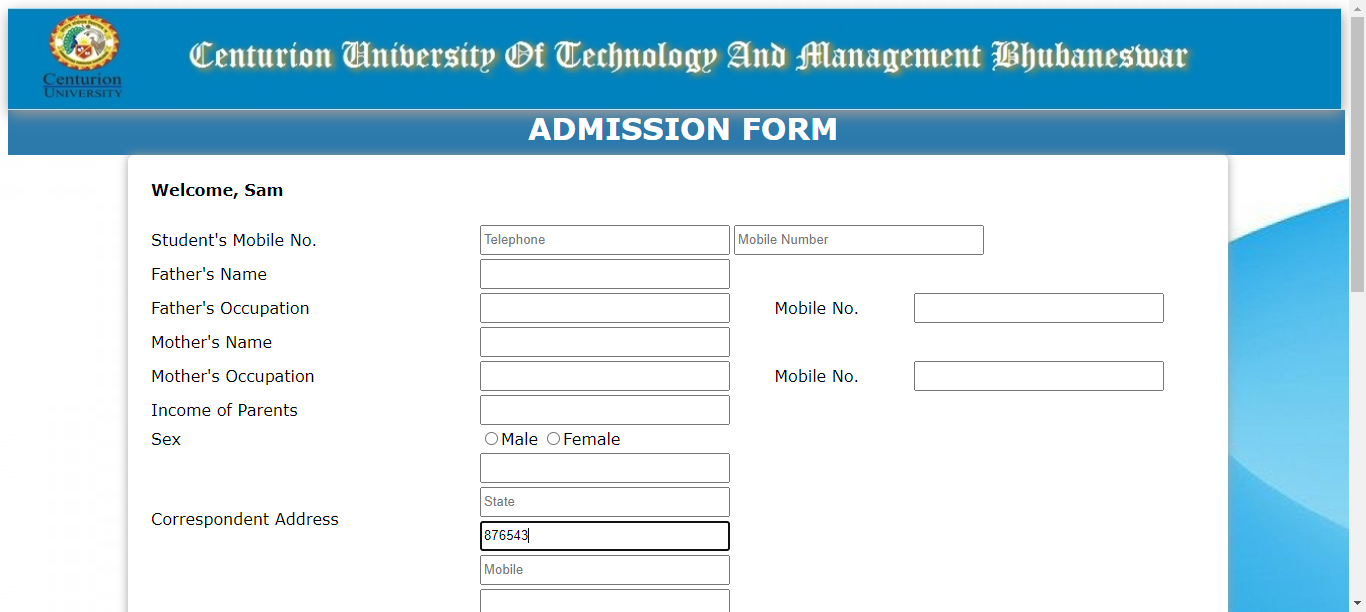 Centurion
UNIVERSITY
Centurion University Of Technology And Management Bhubaneswar
ADMISSION FORM
Welcome, Sam
Student's Mobile No. Telephone Mobile Number
Father's Name
Father's Occupation Mobile No.
Mother's Name
Mother's Occupation Mobile No.
Income of Parents
Sex Male Female
State
Correspondent Address
876543
Mobile